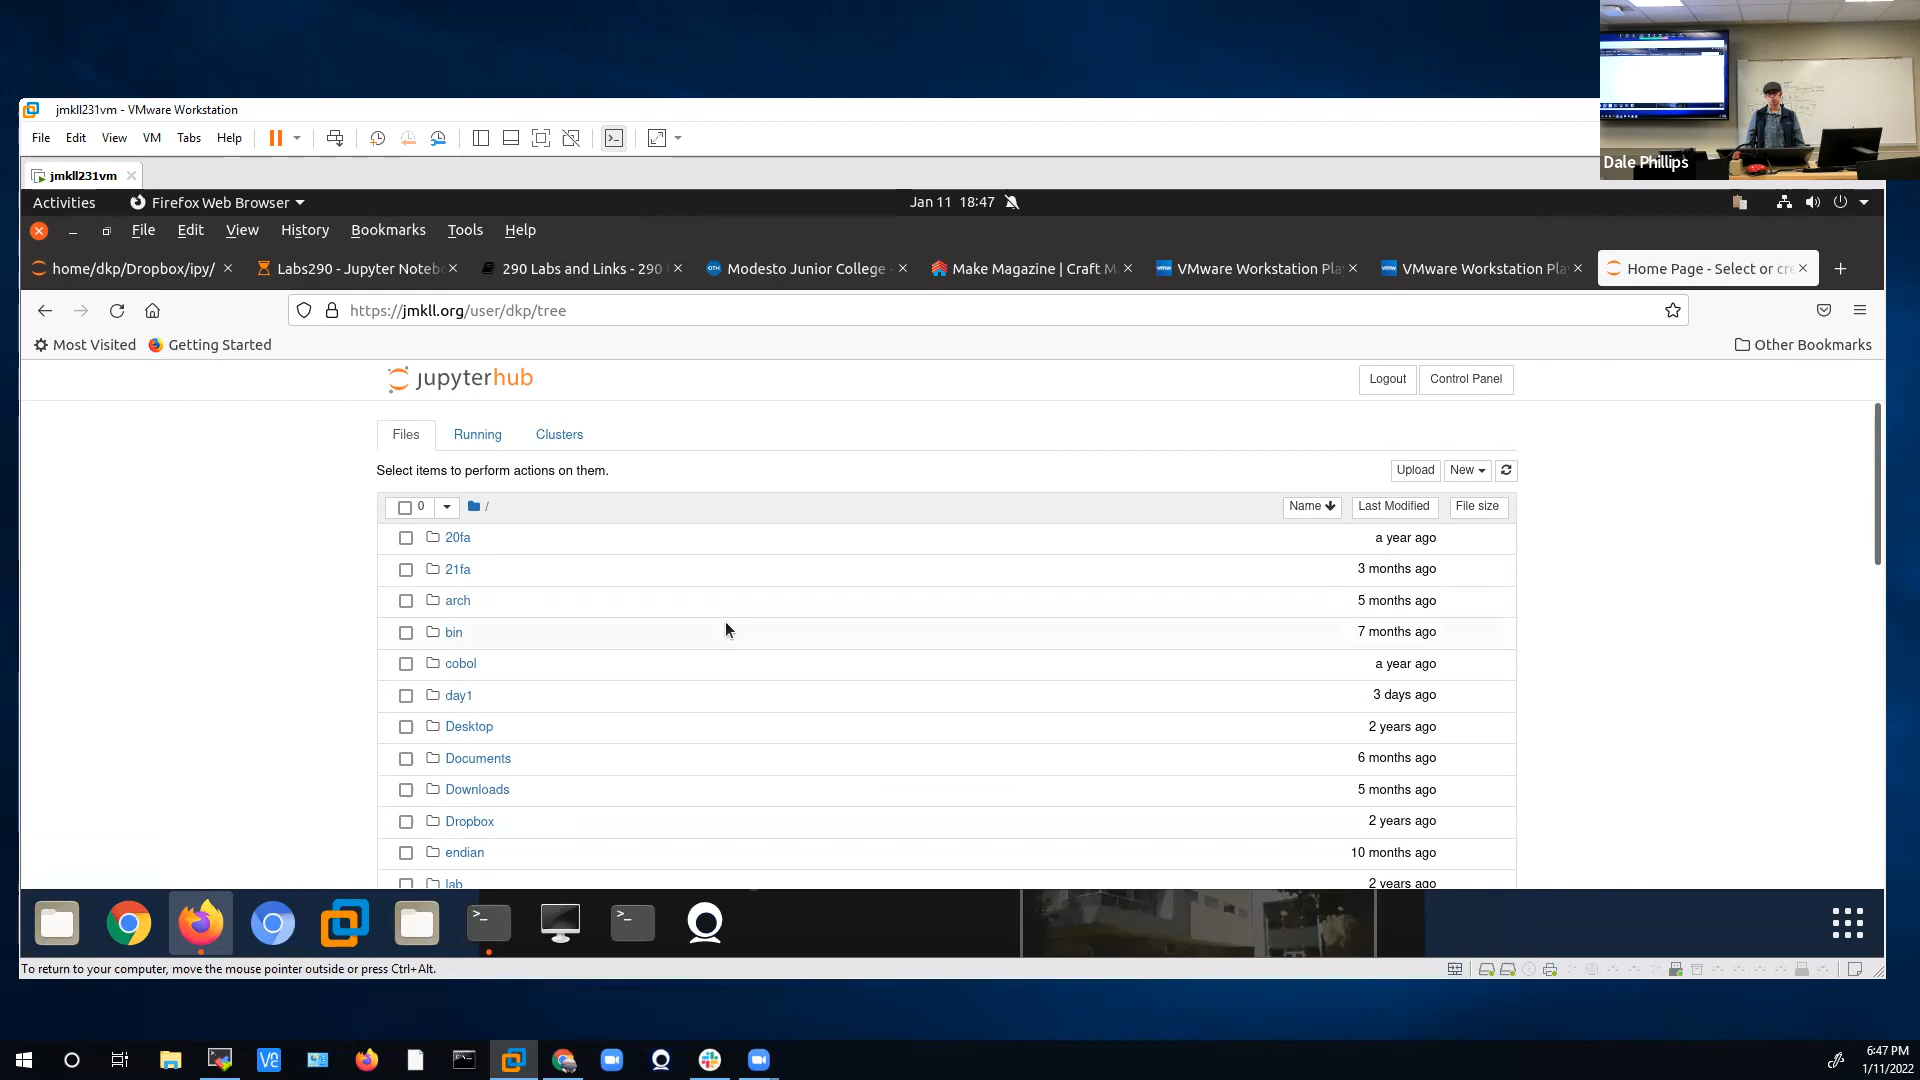 jmkll231vm - VMware Workstation
File Edit View VM Tabs Help
Dale Phillips
jmkll231vm
Activities Firefox Web Browser Jan 11 18:47
File Edit View History Bookmarks Tools Help
home/dkp/Dropbox/ipy/ Labs290 - Jupyter Noteb 290 Labs and Links - 290 Modesto Junior College - Make Magazine | Craft M VMware Workstation Pla VMware Workstation Pla Home Page - Select or cre
https://jmkll.org/user/dkp/tree
Most Visited Getting Started Other Bookmarks
jupyterhub Logout Control Panel
Files Running Clusters
Select items to perform actions on them. Upload New
0 / Name Last Modified File size
20fa a year ago
21fa 3 months ago
arch 5 months ago
bin 7 months ago
cobol a year ago
day1 3 days ago
Desktop 2 years ago
Documents 6 months ago
Downloads 5 months ago
Dropbox 2 years ago
endian 10 months ago
lab 2 years ago
To return to your computer, move the mouse pointer outside or press Ctrl+Alt.
6:47 PM
1/11/2022